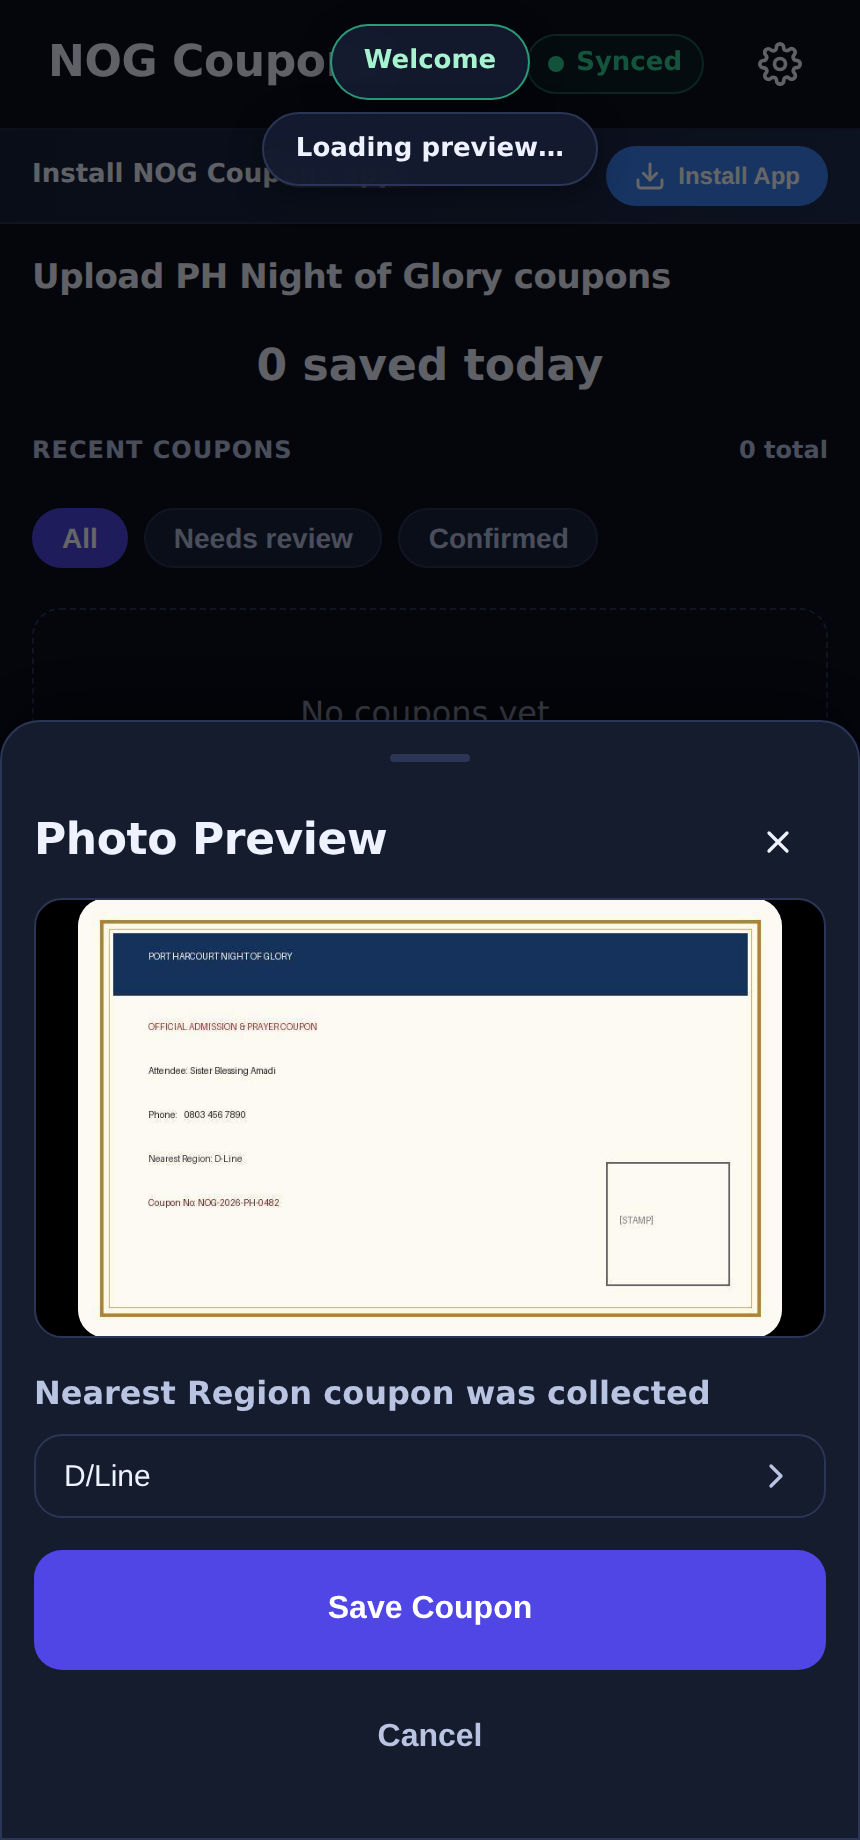 NOG Coupo
Welcome
Synced
Loading preview...
Install NOG Coup
Install App
Upload PH Night of Glory coupons
0 saved today
RECENT COUPONS
0 total
All
Needs review
Confirmed
No coupons yet
Photo Preview
PORT HARCOURT NIGHT OF GLORY
OFFICIAL ADMISSION & PRAYER COUPON
Attendee: Sister Blessing Amadi
Phone: 0803 456 7890
Nearest Region: D-Line
Coupon No: NOG-2026-PH-0482
[STAMP]
Nearest Region coupon was collected
D/Line
Save Coupon
Cancel